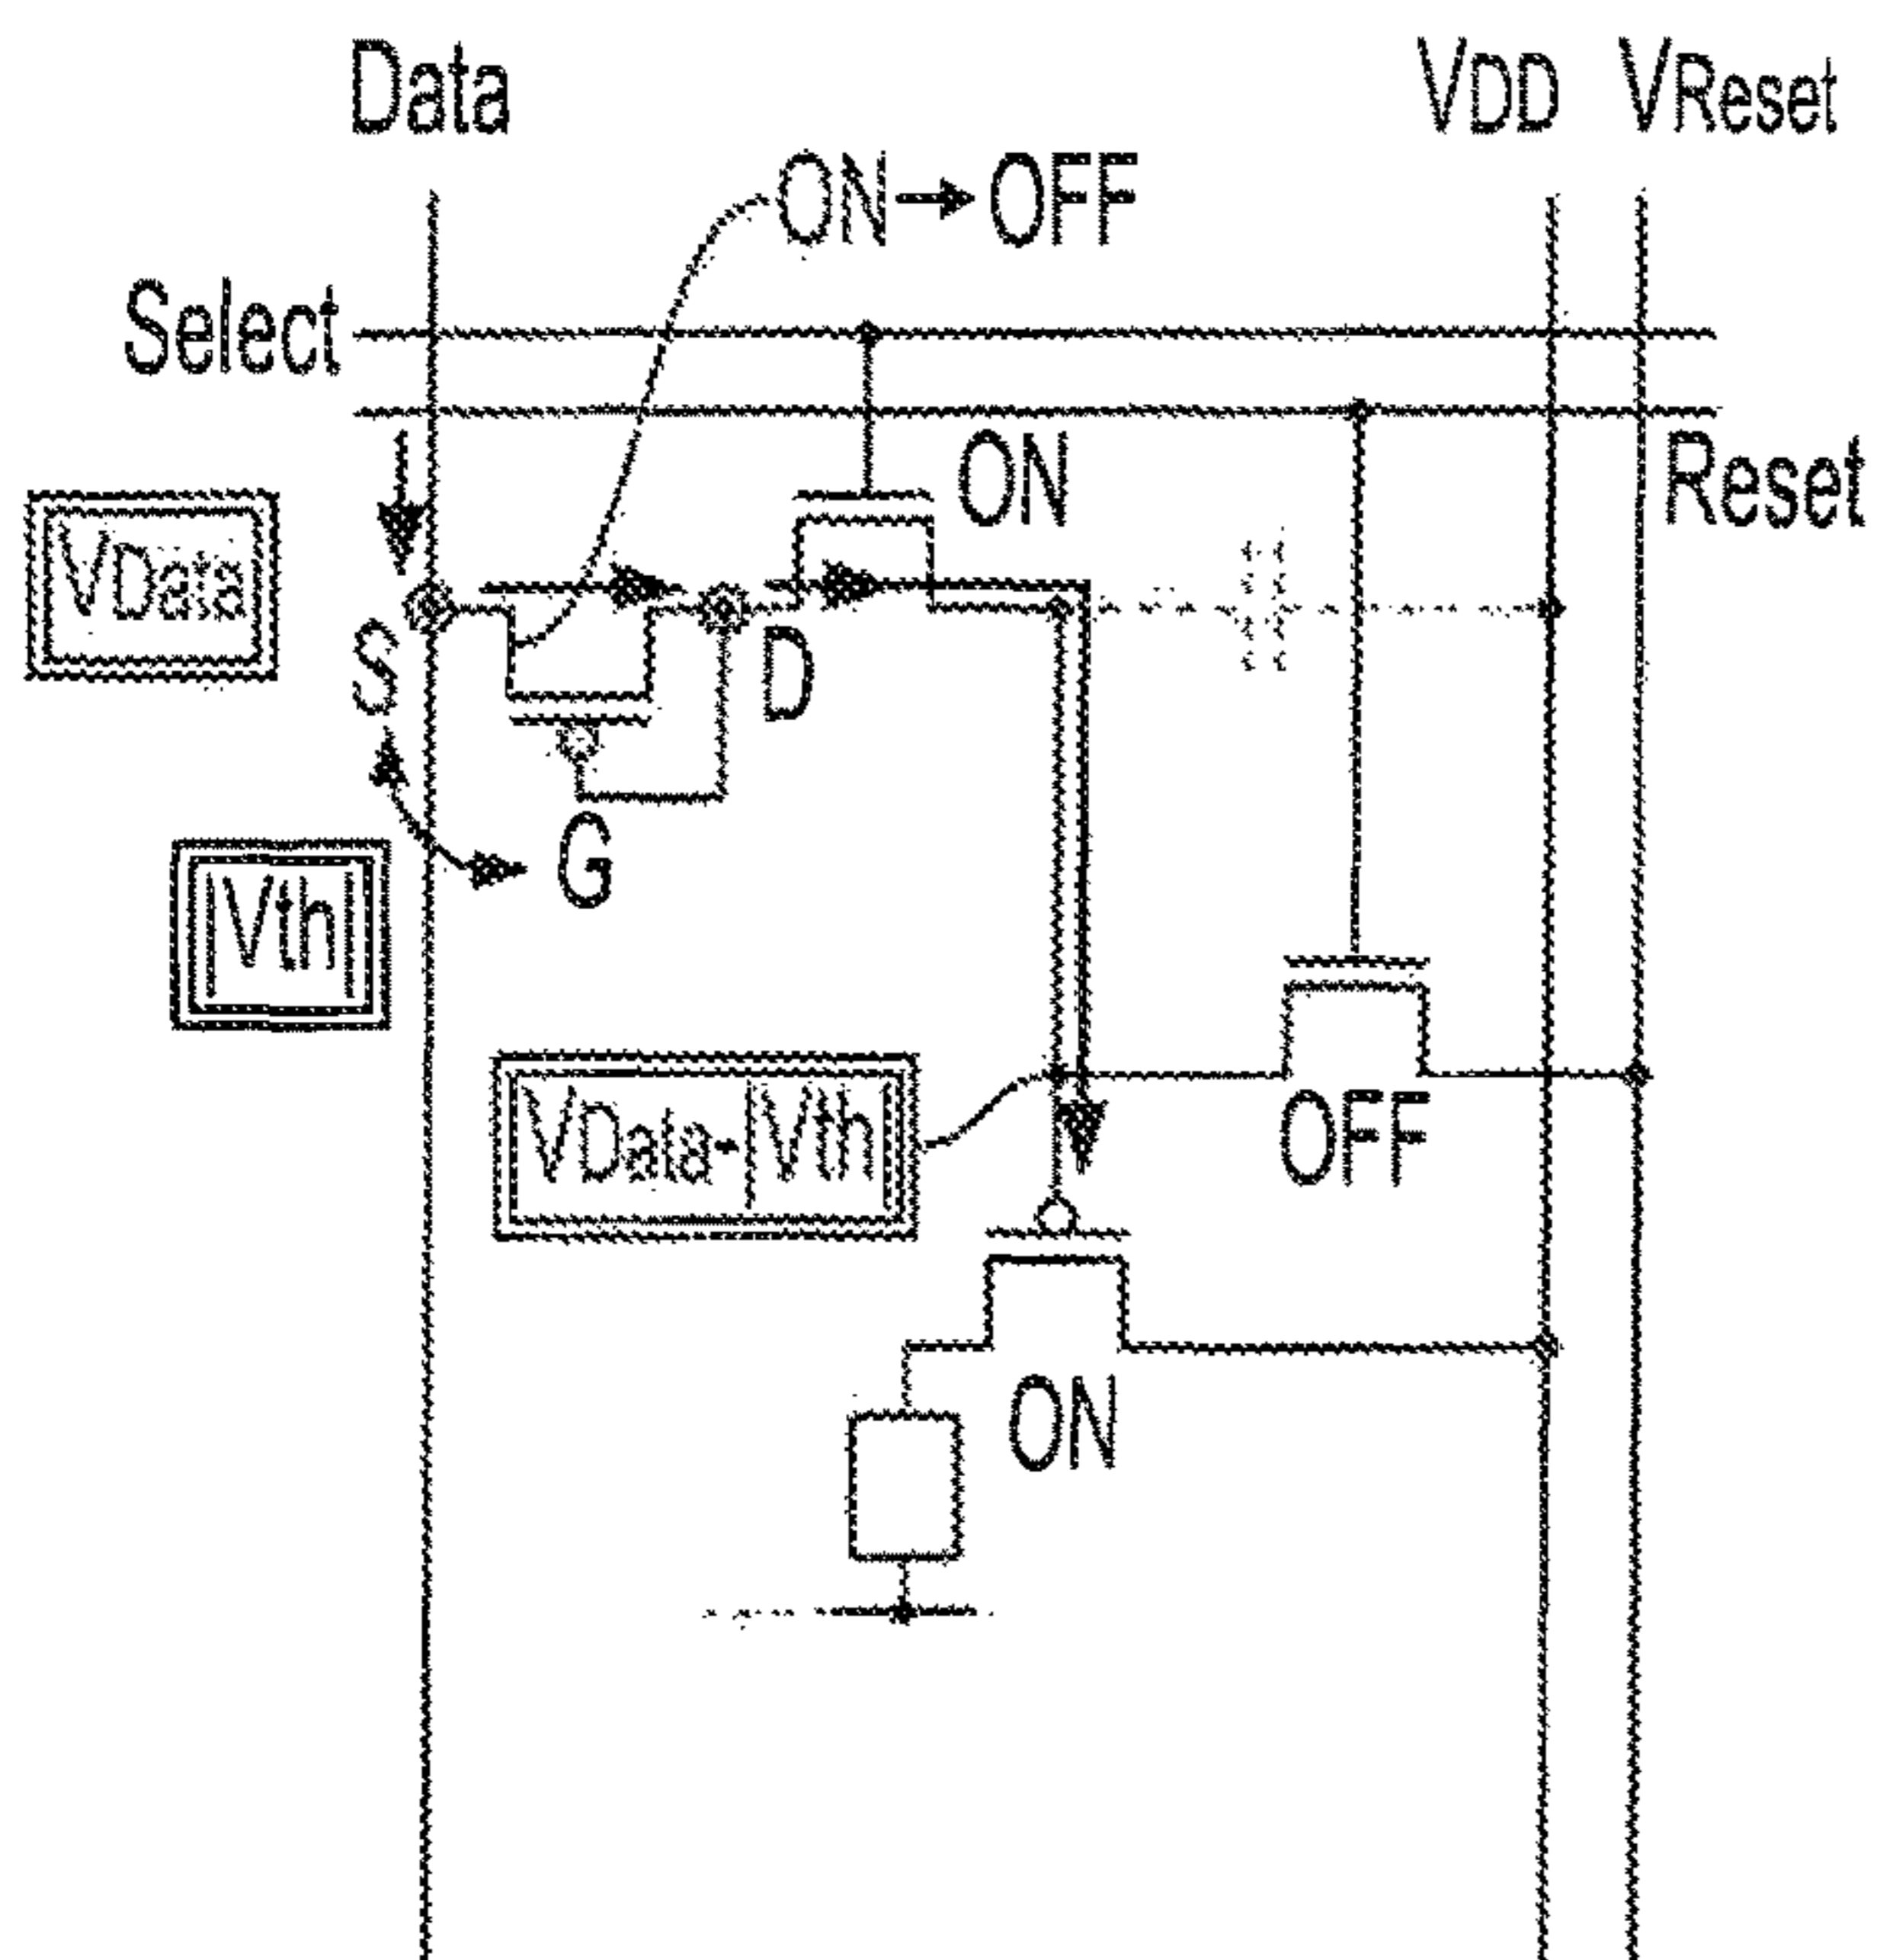 Data
VDD
VReset
ON→OFF
Select
ON
Reset
VData
S
D
G
|Vth|
VData-|Vth|
OFF
ON